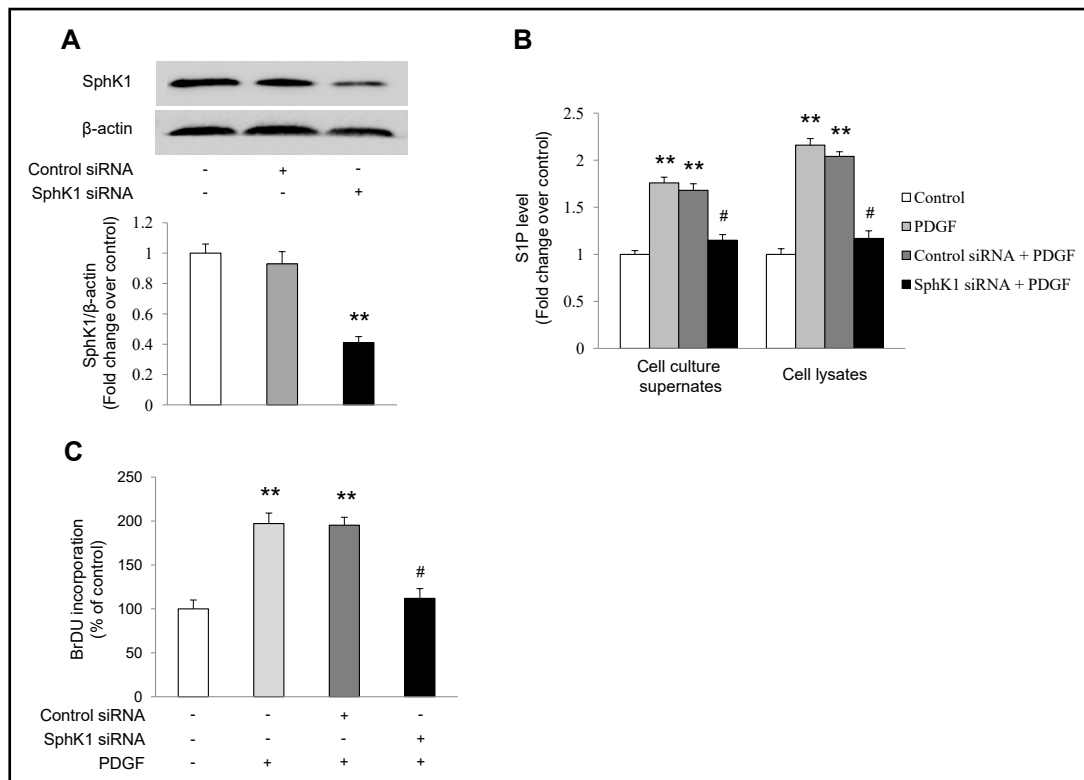 A
SphK1
β-actin
Control siRNA - + -
SphK1 siRNA - - +
SphK1/β-actin
(Fold change over control)
1.2
1
0.8
0.6
0.4
0.2
0
**
B
S1P level
(Fold change over control)
2.5
2
1.5
1
0.5
0
** ** #
** ** #
Cell culture
supernates
Cell lysates
Control
PDGF
Control siRNA + PDGF
SphK1 siRNA + PDGF
C
BrDU incorporation
(% of control)
250
200
150
100
50
0
** ** #
Control siRNA - - + -
SphK1 siRNA - - - +
PDGF - + + +